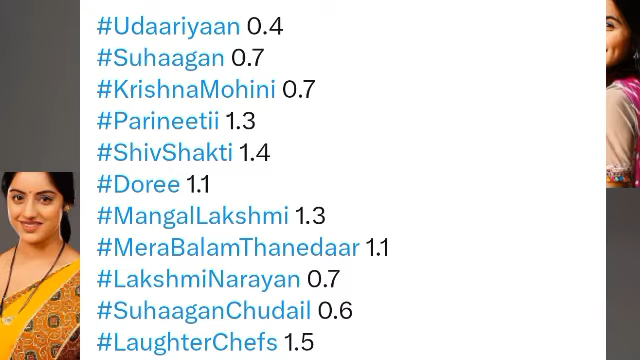 #Udaariyaan 0.4
#Suhaagan 0.7
#KrishnaMohini 0.7
#Parineetii 1.3
#ShivShakti 1.4
#Doree 1.1
#MangalLakshmi 1.3
#MeraBalamThanedaar 1.1
#LakshmiNarayan 0.7
#SuhaaganChudail 0.6
#LaughterChefs 1.5